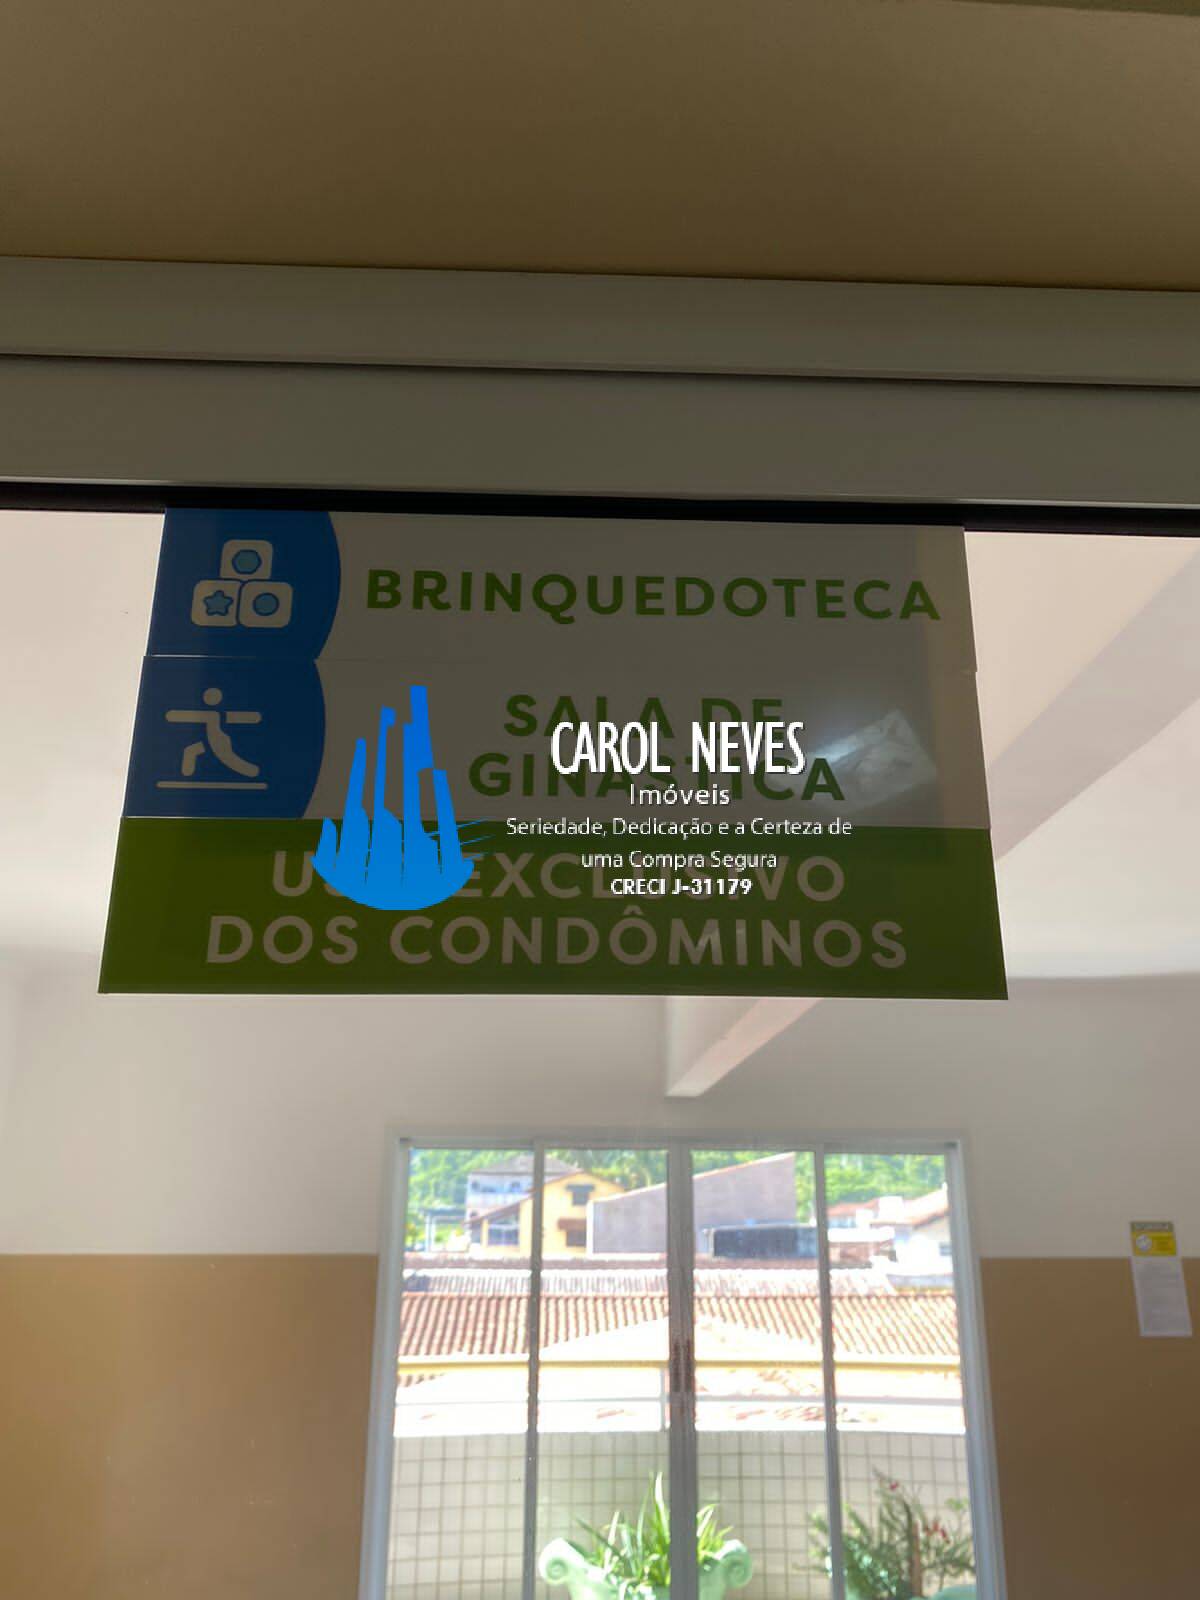 BRINQUEDOTECA
SALA DE
GINÁSTICA
USO EXCLUSIVO
DOS CONDÔMINOS
CAROL NEVES
Imóveis
Seriedade, Dedicação e a Certeza de
uma Compra Segura
CRECI J-31179